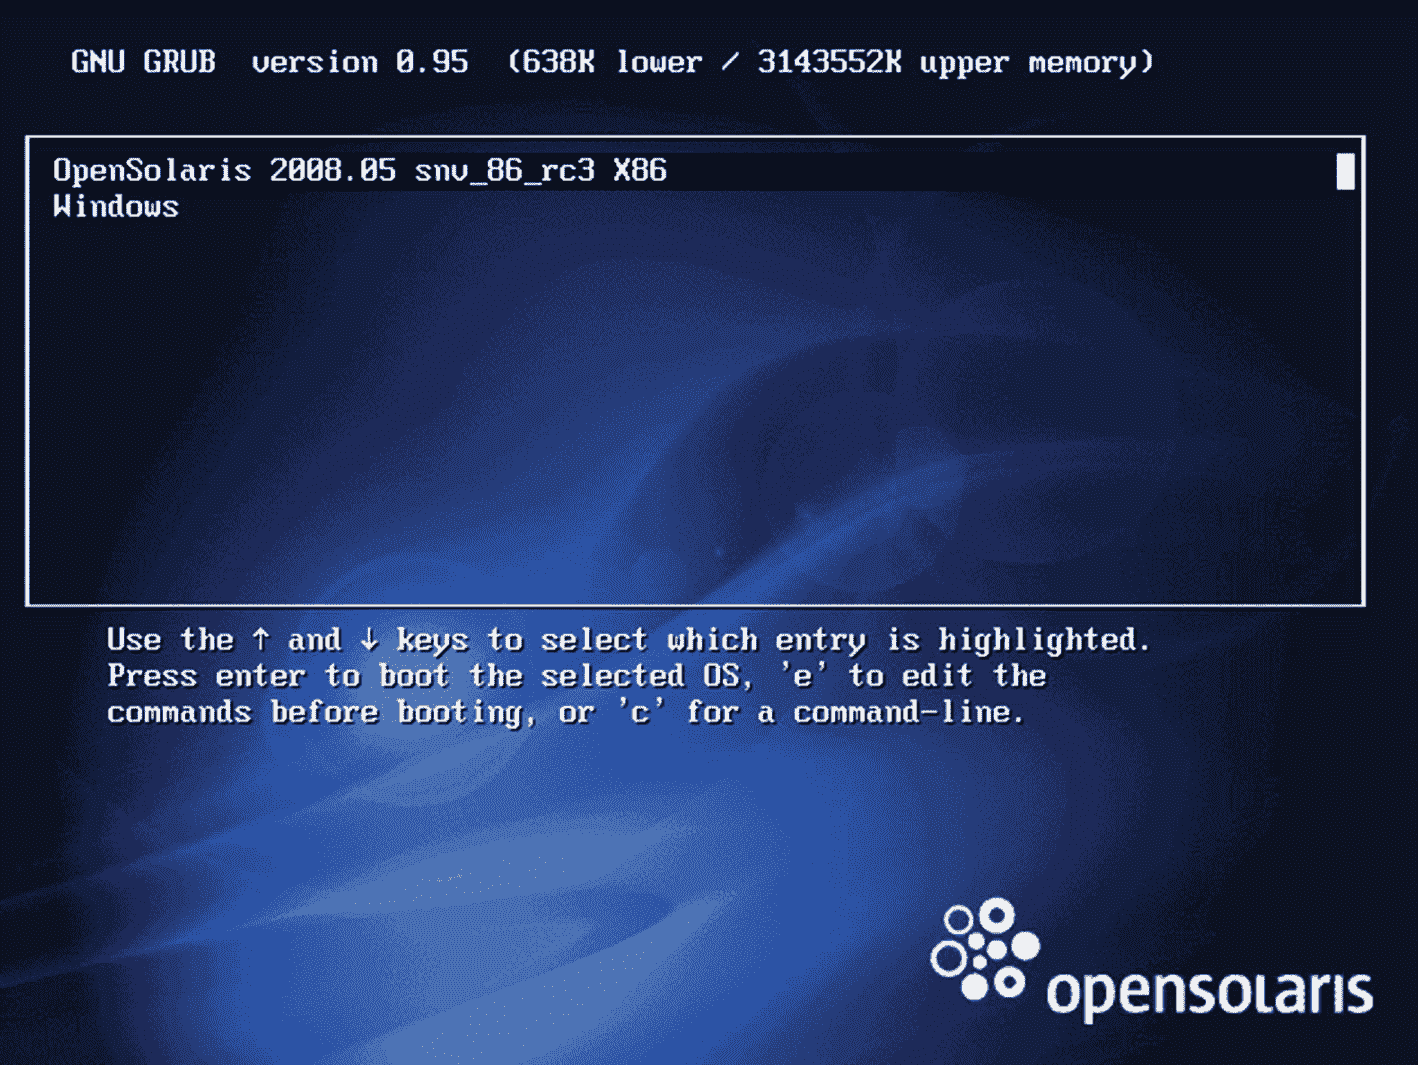 GNU GRUB  version 0.95  (638K lower / 3143552K upper memory)
OpenSolaris 2008.05 snv_86_rc3 X86
Windows
Use the ↑ and ↓ keys to select which entry is highlighted.
Press enter to boot the selected OS, 'e' to edit the
commands before booting, or 'c' for a command-line.
opensolaris